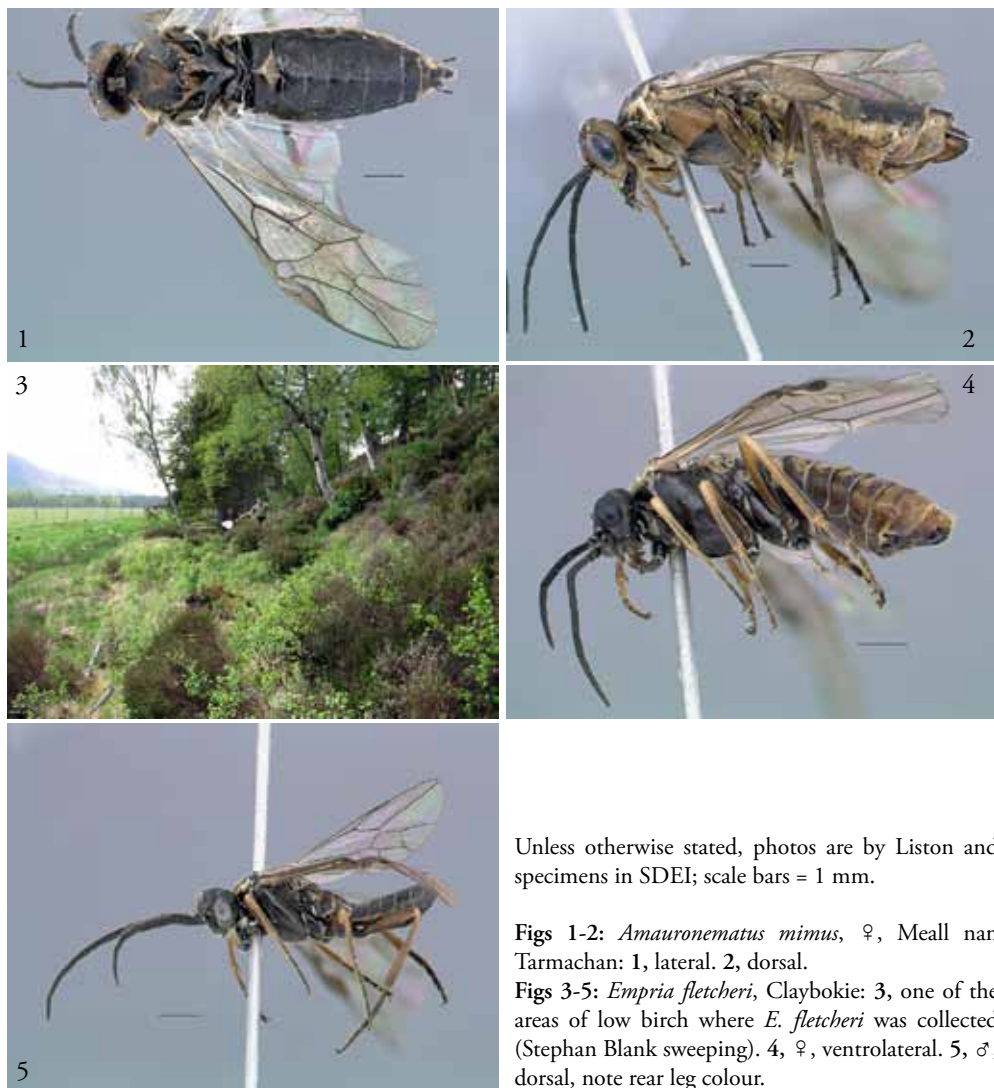 1
2
3
4
5
Unless otherwise stated, photos are by Liston and
specimens in SDEI; scale bars = 1 mm.
Figs 1-2: Amauronematus mimus, ♀, Meall nan
Tarmachan: 1, lateral. 2, dorsal.
Figs 3-5: Empria fletcheri, Claybokie: 3, one of the
areas of low birch where E. fletcheri was collected
(Stephan Blank sweeping). 4, ♀, ventrolateral. 5, ♂,
dorsal, note rear leg colour.